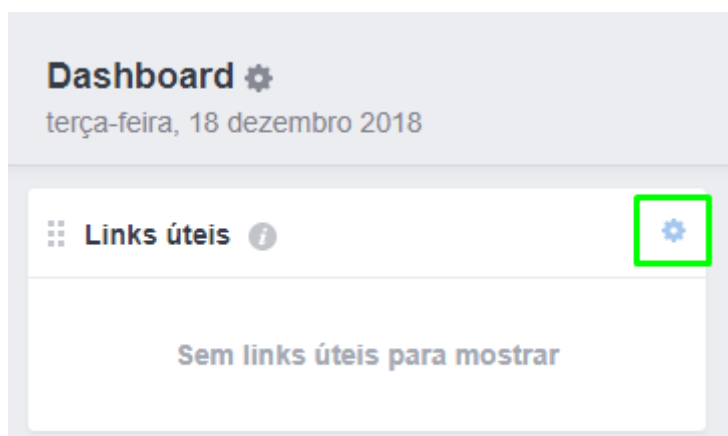 Dashboard
terça-feira, 18 dezembro 2018
Links úteis i
Sem links úteis para mostrar